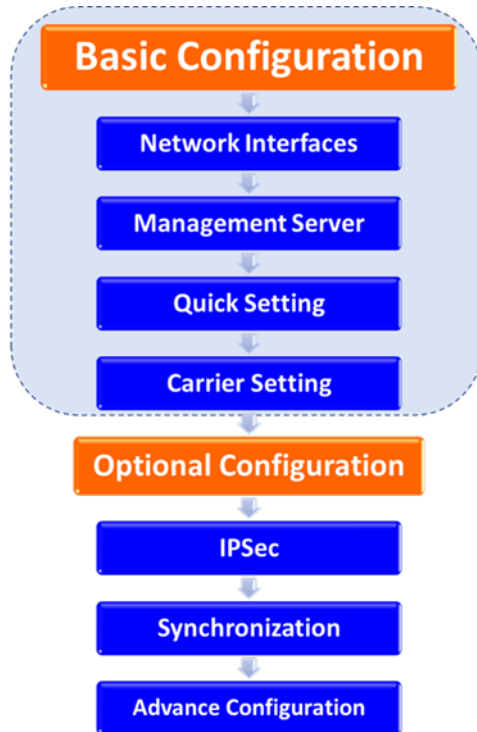 Basic Configuration
Network Interfaces
Management Server
Quick Setting
Carrier Setting
Optional Configuration
IPSec
Synchronization
Advance Configuration